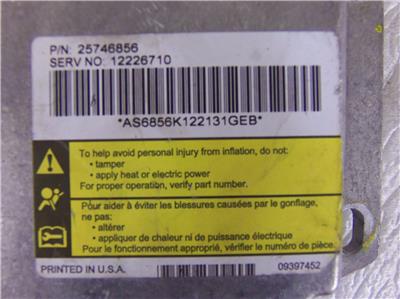 P/N: 25746856
SERV NO: 12226710
*AS6856K122131GEB*
To help avoid personal injury from inflation, do not:
• tamper
• apply heat or electric power
For proper operation, verify part number.
Pour aider à éviter les blessures causées par le gonflage,
ne pas:
• altérer
• appliquer de chaleur ni de puissance électrique
Pour le fonctionnement approprié, vérifier le numéro de pièce.
PRINTED IN U.S.A.
09397452